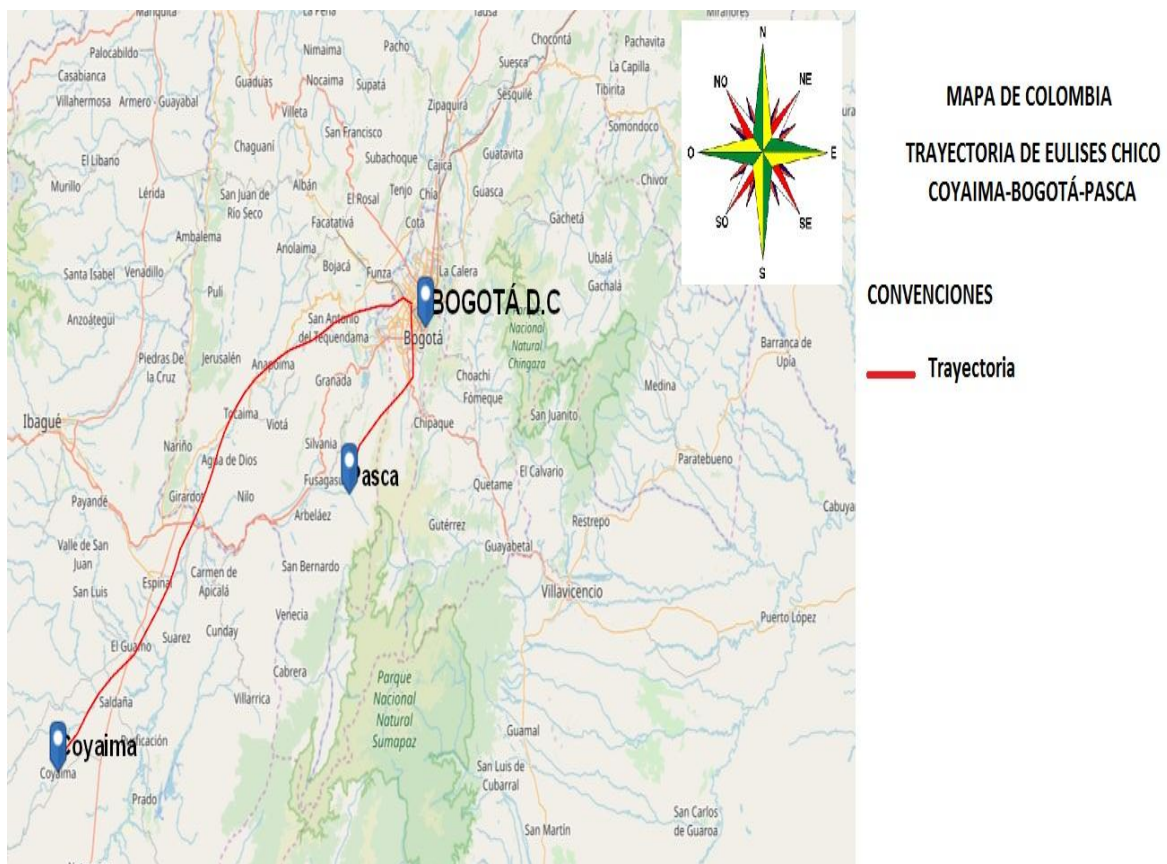 MAPA DE COLOMBIA
TRAYECTORIA DE EULISES CHICO
COYAIMA-BOGOTÁ-PASCA
CONVENCIONES
Trayectoria
N
NO
NE
O
E
SO
SE
S
Mariquita
La Peña
Pacho
Tausa
Miraflores
Palocabildo
Nimaima
Chocontá
Pachavita
Casabianca
Guaduas
Nocaima
Supatá
Suesca
La Capilla
Villahermosa
Armero - Guayabal
Villeta
Zipaquirá
Sesquilé
Tibirita
San Francisco
Somondoco
El Líbano
Chaguaní
Subachoque
Cajicá
Guatavita
Murillo
Lérida
San Juan de
Río Seco
Albán
El Rosal
Tenjo
Chía
Guasca
Chivor
Ambalema
Facatativá
Cota
Gachetá
Anolaima
Bojacá
Funza
La Calera
Ubalá
Santa Isabel
Venadillo
Gachalá
Pulí
BOGOTÁ D.C
Anzoátegui
San Antonio
del Tequendama
Bogotá
Nacional
Natural
Chingaza
Barranca de
Upía
Piedras De
la Cruz
Jerusalén
Anapoima
Granada
Choachí
Medina
Fómeque
Tocaima
Viotá
San Juanito
Ibagué
Chipaque
Nariño
Silvania
Agua de Dios
El Calvario
Paratebueno
Pasca
Payandé
Girardot
Nilo
Quetame
Arbeláez
Gutérrez
Restrepo
Valle de San
Juan
Guayabetal
San Luis
Espinal
Carmen de
Apicalá
San Bernardo
Villavicencio
Venecia
Puerto López
Suarez
Cunday
El Guamo
Cabrera
Parque
Nacional
Natural
Sumapaz
Saldaña
Villarrica
Coyaima
Guamal
Coyaima
San Luis de
Cubarral
Prado
San Martín
San Carlos
de Guaroa